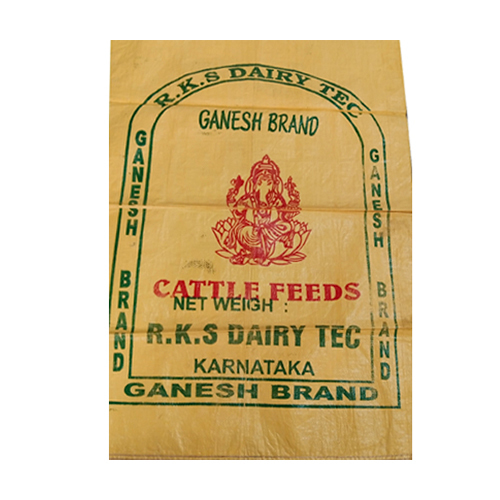 R.K.S DAIRY TEC
GANESH BRAND
GANESH BRAND
GANESH BRAND
CATTLE FEEDS
NET WEIGH :
R.K.S DAIRY TEC
KARNATAKA
GANESH BRAND